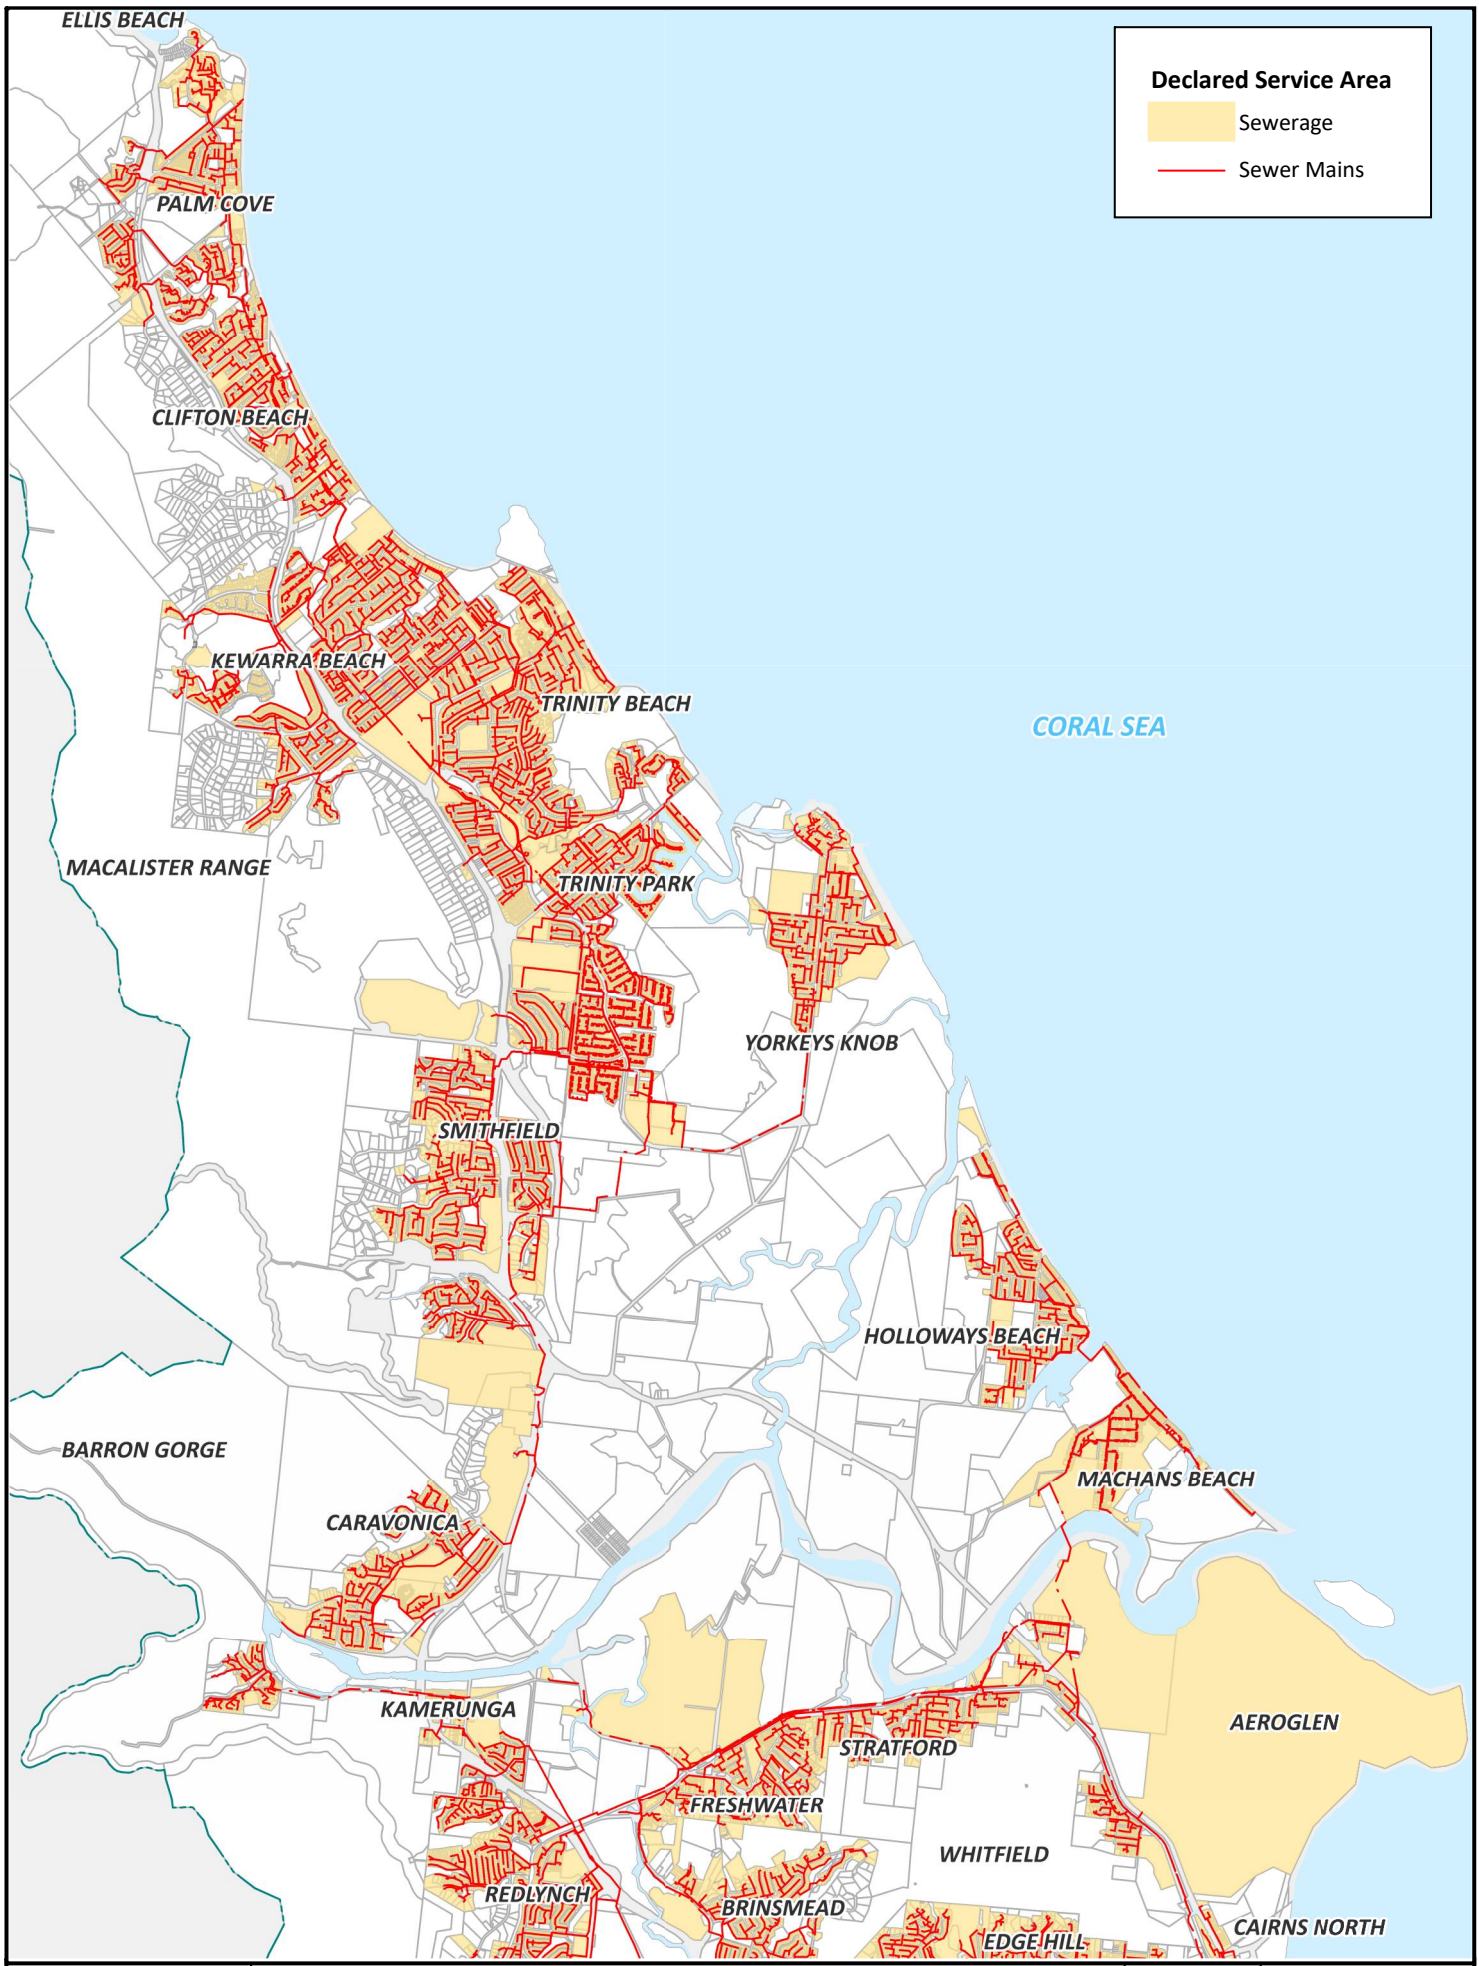 ELLIS BEACH
Declared Service Area
Sewerage
Sewer Mains
PALM COVE
CLIFTON BEACH
KEWARRA BEACH
TRINITY BEACH
CORAL SEA
MACALISTER RANGE
TRINITY PARK
YORKEYS KNOB
SMITHFIELD
HOLLOWAYS BEACH
BARRON GORGE
MACHANS BEACH
CARAVONICA
KAMERUNGA
AEROGLEN
STRATFORD
FRESHWATER
WHITFIELD
REDLYNCH
BRINSMEAD
CAIRNS NORTH
EDGE HILL